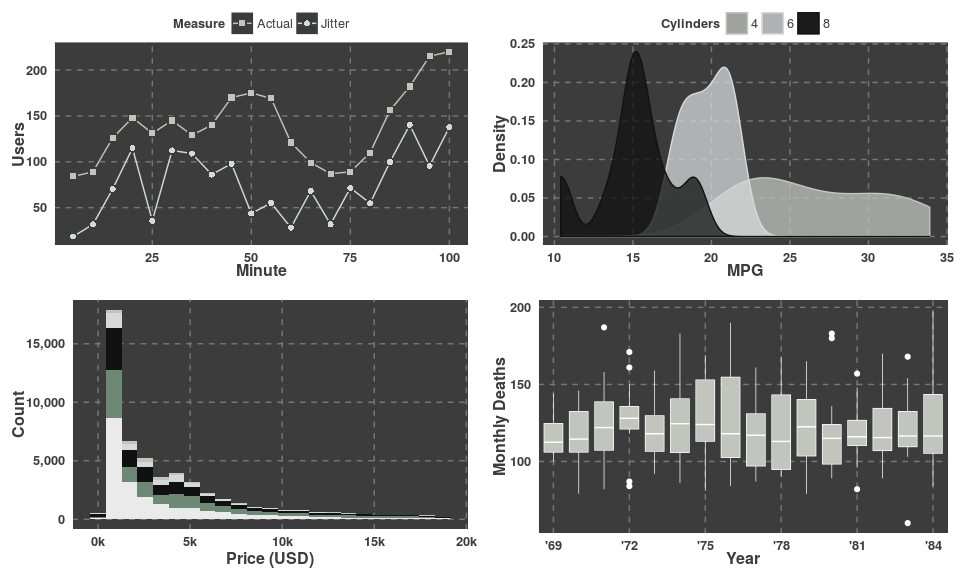 Measure Actual Jitter
200
150
100
50
Users
25 50 75 100
Minute
Cylinders 4 6 8
0.25
0.20
0.15
0.10
0.05
0.00
Density
10 15 20 25 30 35
MPG
15,000
10,000
5,000
0
Count
0k 5k 10k 15k 20k
Price (USD)
200
150
100
Monthly Deaths
'69 '72 '75 '78 '81 '84
Year